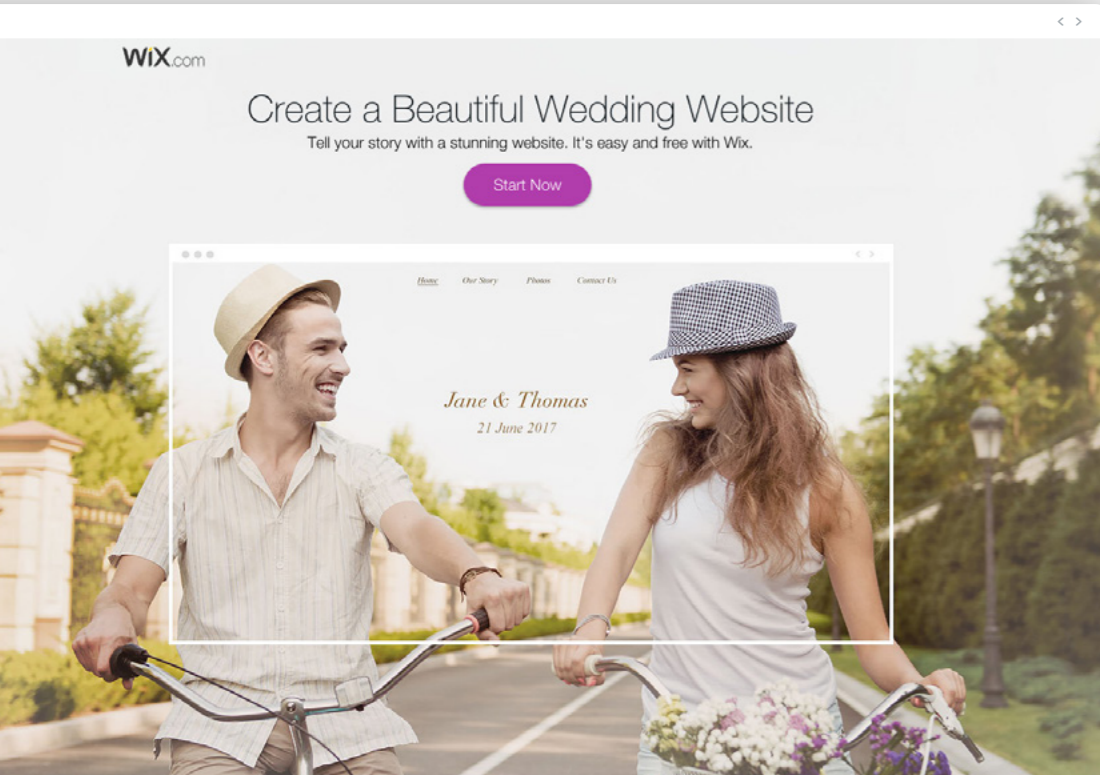 WiX.com
Create a Beautiful Wedding Website
Tell your story with a stunning website. It's easy and free with Wix.
Start Now
Home Our Story Photos Contact Us
Jane & Thomas
21 June 2017